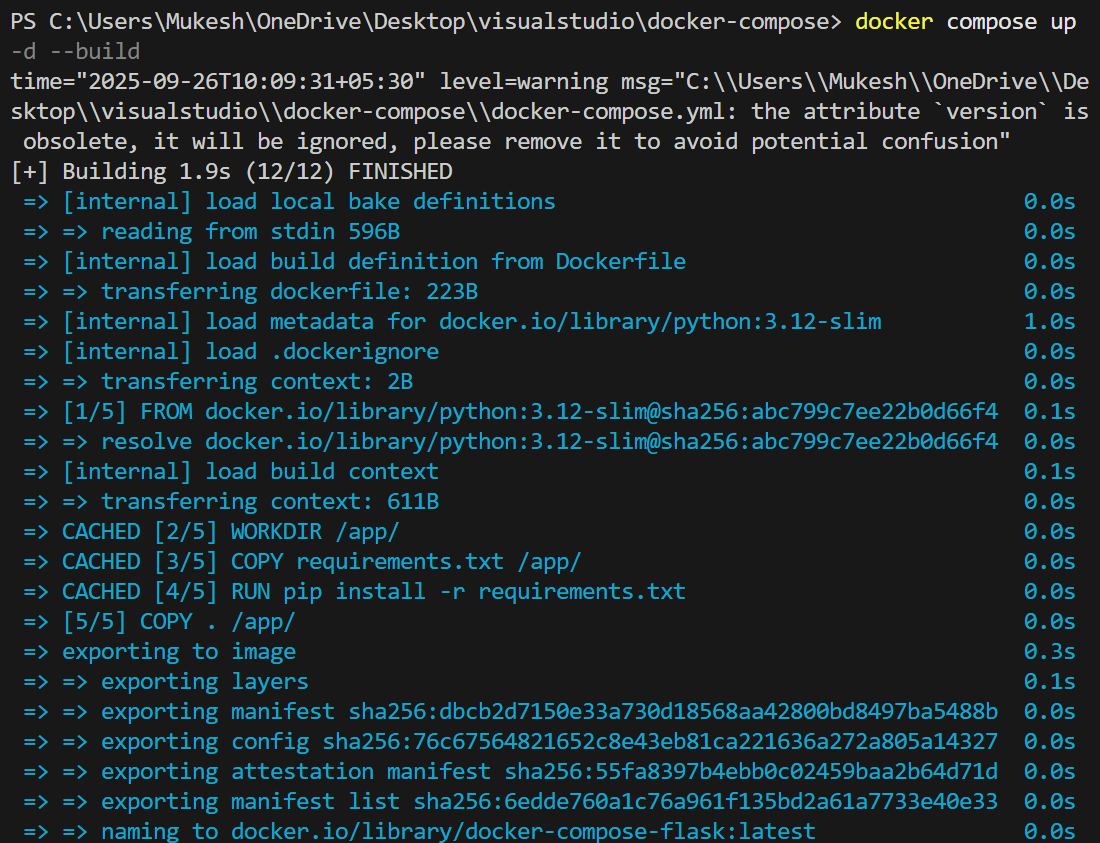 PS C:\Users\Mukesh\OneDrive\Desktop\visualstudio\docker-compose> docker compose up
-d --build
time="2025-09-26T10:09:31+05:30" level=warning msg="C:\\Users\\Mukesh\\OneDrive\\De
sktop\\visualstudio\\docker-compose\\docker-compose.yml: the attribute `version` is
 obsolete, it will be ignored, please remove it to avoid potential confusion"
[+] Building 1.9s (12/12) FINISHED
 => [internal] load local bake definitions 0.0s
 => => reading from stdin 596B 0.0s
 => [internal] load build definition from Dockerfile 0.0s
 => => transferring dockerfile: 223B 0.0s
 => [internal] load metadata for docker.io/library/python:3.12-slim 1.0s
 => [internal] load .dockerignore 0.0s
 => => transferring context: 2B 0.0s
 => [1/5] FROM docker.io/library/python:3.12-slim@sha256:abc799c7ee22b0d66f4 0.1s
 => => resolve docker.io/library/python:3.12-slim@sha256:abc799c7ee22b0d66f4 0.0s
 => [internal] load build context 0.1s
 => => transferring context: 611B 0.0s
 => CACHED [2/5] WORKDIR /app/ 0.0s
 => CACHED [3/5] COPY requirements.txt /app/ 0.0s
 => CACHED [4/5] RUN pip install -r requirements.txt 0.0s
 => [5/5] COPY . /app/ 0.0s
 => exporting to image 0.3s
 => => exporting layers 0.1s
 => => exporting manifest sha256:dbcb2d7150e33a730d18568aa42800bd8497ba5488b 0.0s
 => => exporting config sha256:76c67564821652c8e43eb81ca221636a272a805a14327 0.0s
 => => exporting attestation manifest sha256:55fa8397b4ebb0c02459baa2b64d71d 0.0s
 => => exporting manifest list sha256:6edde760a1c76a961f135bd2a61a7733e40e33 0.0s
 => => naming to docker.io/library/docker-compose-flask:latest 0.0s